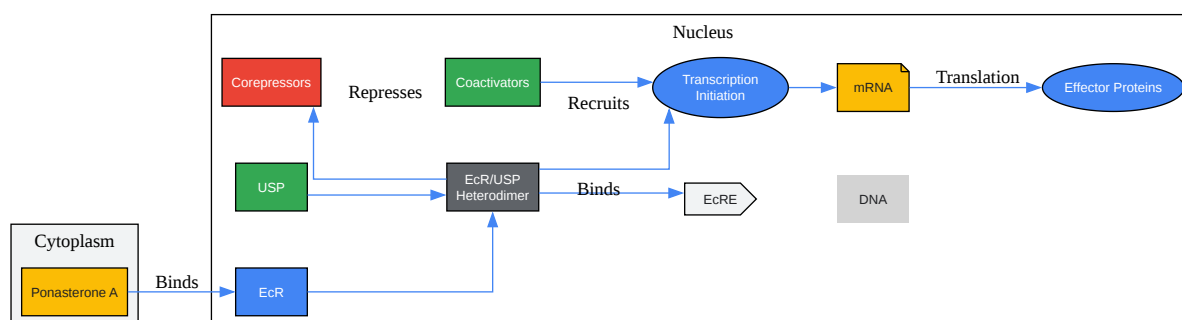 Nucleus
Corepressors
Represses
Coactivators
Recruits
Transcription
Initiation
mRNA
Translation
Effector Proteins
USP
EcR/USP
Heterodimer
Binds
EcRE
DNA
Cytoplasm
Ponasterone A
Binds
EcR